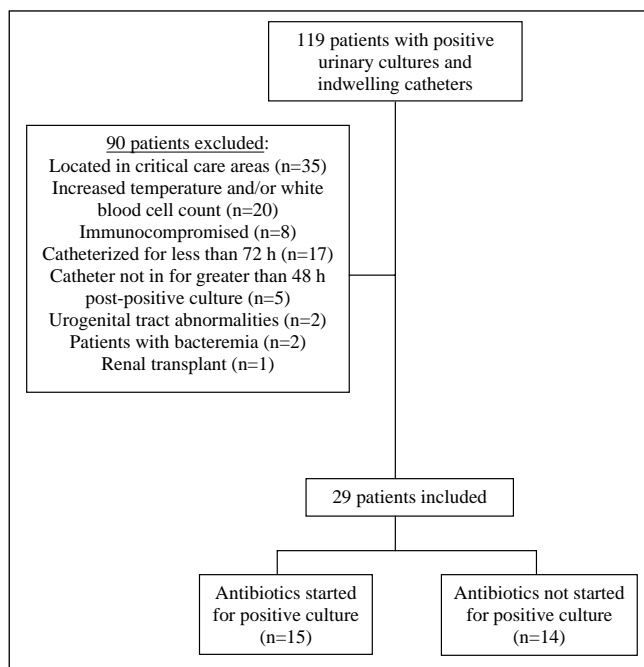 119 patients with positive
urinary cultures and
indwelling catheters
90 patients excluded:
Located in critical care areas (n=35)
Increased temperature and/or white
blood cell count (n=20)
Immunocompromised (n=8)
Catheterized for less than 72 h (n=17)
Catheter not in for greater than 48 h
post-positive culture (n=5)
Urogenital tract abnormalities (n=2)
Patients with bacteremia (n=2)
Renal transplant (n=1)
29 patients included
Antibiotics started
for positive culture
(n=15)
Antibiotics not started
for positive culture
(n=14)